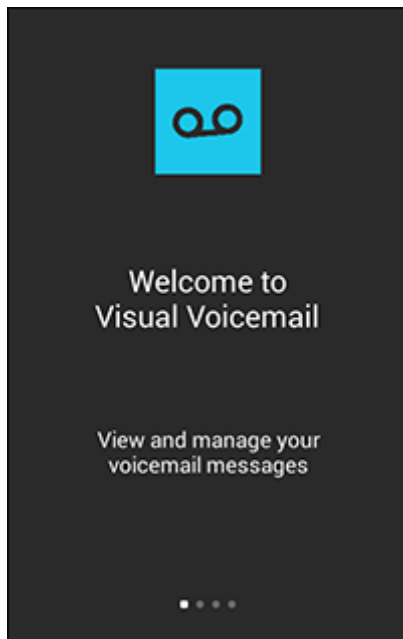 Welcome to
Visual Voicemail
View and manage your
voicemail messages